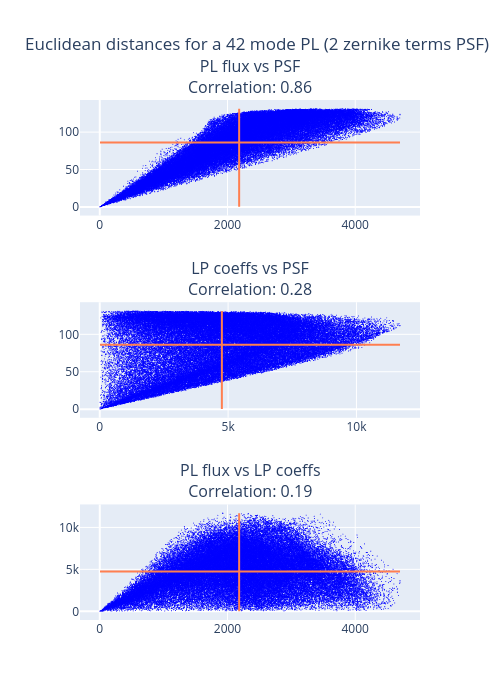 Euclidean distances for a 42 mode PL (2 zernike terms PSF)
PL flux vs PSF
Correlation: 0.86
100
50
0
0 2000 4000
LP coeffs vs PSF
Correlation: 0.28
100
50
0
0 5k 10k
PL flux vs LP coeffs
Correlation: 0.19
10k
5k
0
0 2000 4000